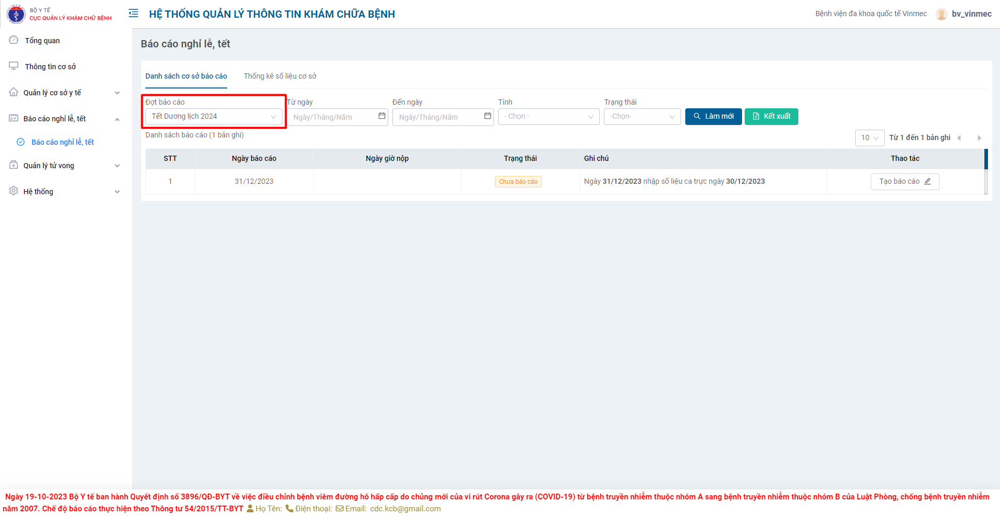 BỘ Y TẾ
CỤC QUẢN LÝ KHÁM CHỮ BỆNH
HỆ THỐNG QUẢN LÝ THÔNG TIN KHÁM CHỮA BỆNH
Bệnh viện đa khoa quốc tế Vinmec
bv_vinmec
Tổng quan
Thông tin cơ sở
Quản lý cơ sở y tế
Báo cáo nghỉ lễ, tết
Báo cáo nghỉ lễ, tết
Quản lý tử vong
Hệ thống
Báo cáo nghỉ lễ, tết
Danh sách cơ sở báo cáo
Thống kê số liệu cơ sở
Đợt báo cáo
Từ ngày
Đến ngày
Tỉnh
Trạng thái
Tết Dương lịch 2024
Ngày/Tháng/Năm
Ngày/Tháng/Năm
- Chọn -
-Chọn-
Làm mới
Kết xuất
Danh sách báo cáo (1 bản ghi)
10
Từ 1 đến 1 bản ghi
STT
Ngày báo cáo
Ngày giờ nộp
Trạng thái
Ghi chú
Thao tác
1
31/12/2023
Chưa báo cáo
Ngày 31/12/2023 nhập số liệu ca trực ngày 30/12/2023
Tạo báo cáo
Ngày 19-10-2023 Bộ Y tế ban hành Quyết định số 3896/QĐ-BYT về việc điều chỉnh bệnh viêm đường hô hấp cấp do chủng mới của vi rút Corona gây ra (COVID-19) từ bệnh truyền nhiễm thuộc nhóm A sang bệnh truyền nhiễm thuộc nhóm B của Luật Phòng, chống bệnh truyền nhiễm
năm 2007. Chế độ báo cáo thực hiện theo Thông tư 54/2015/TT-BYT Họ Tên: Điện thoại: Email: cdc.kcb@gmail.com